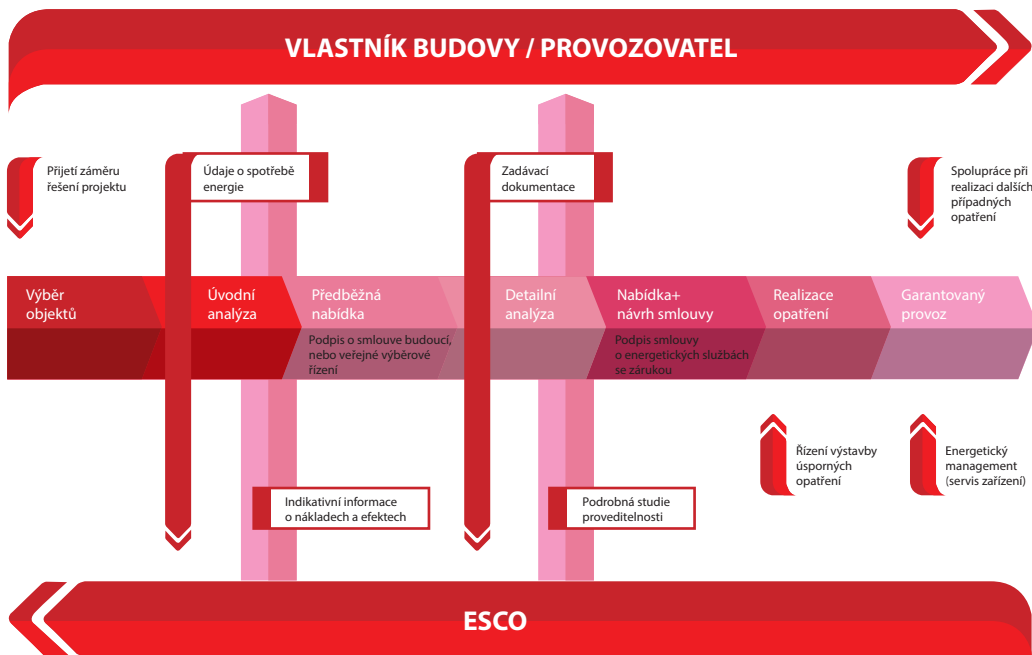 VLASTNÍK BUDOVY / PROVOZOVATEL
Přijetí záměru
řešení projektu
Údaje o spotřebě
energie
Zadávací
dokumentace
Spolupráce při
realizaci dalších
případných
opatření
Výběr
objektů
Úvodní
analýza
Předběžná
nabídka
Podpis o smlouve budoucí,
nebo veřejné výběrové
řízení
Detailní
analýza
Nabídka+
návrh smlouvy
Podpis smlouvy
o energetických službách
se zárukou
Realizace
opatření
Garantovaný
provoz
Indikativní informace
o nákladech a efektech
Podrobná studie
proveditelnosti
Řízení výstavby
úsporných
opatření
Energetický
management
(servis zařízení)
ESCO